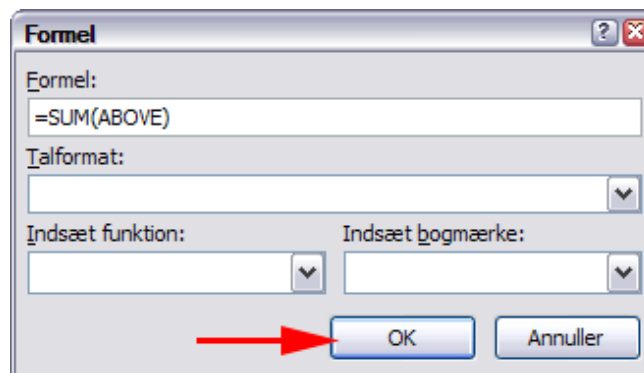 Formel
Formel:
=SUM(ABOVE)
Talformat:
Indsæt funktion: Indsæt bogmærke:
OK Annuller